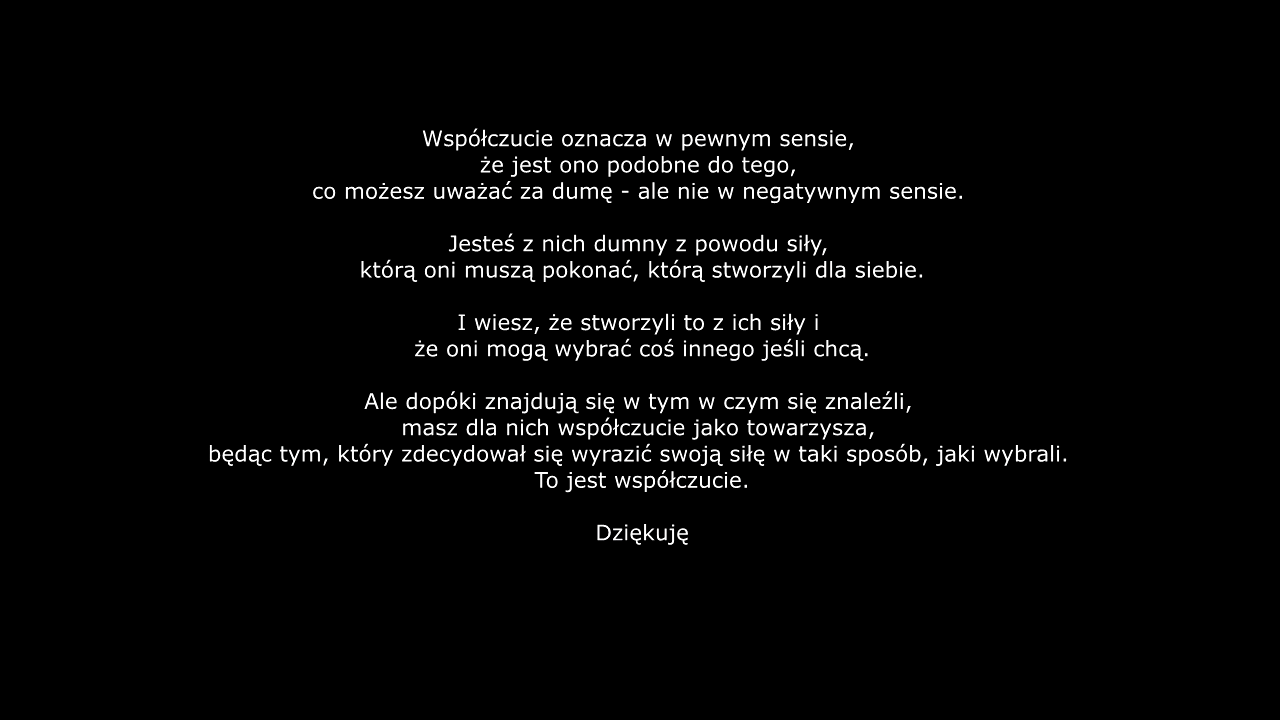 Współczucie oznacza w pewnym sensie,
że jest ono podobne do tego,
co możesz uważać za dumę - ale nie w negatywnym sensie.
Jesteś z nich dumny z powodu siły,
którą oni muszą pokonać, którą stworzyli dla siebie.
I wiesz, że stworzyli to z ich siły i
że oni mogą wybrać coś innego jeśli chcą.
Ale dopóki znajdują się w tym w czym się znaleźli,
masz dla nich współczucie jako towarzysza,
będąc tym, który zdecydował się wyrazić swoją siłę w taki sposób, jaki wybrali.
To jest współczucie.
Dziękuję